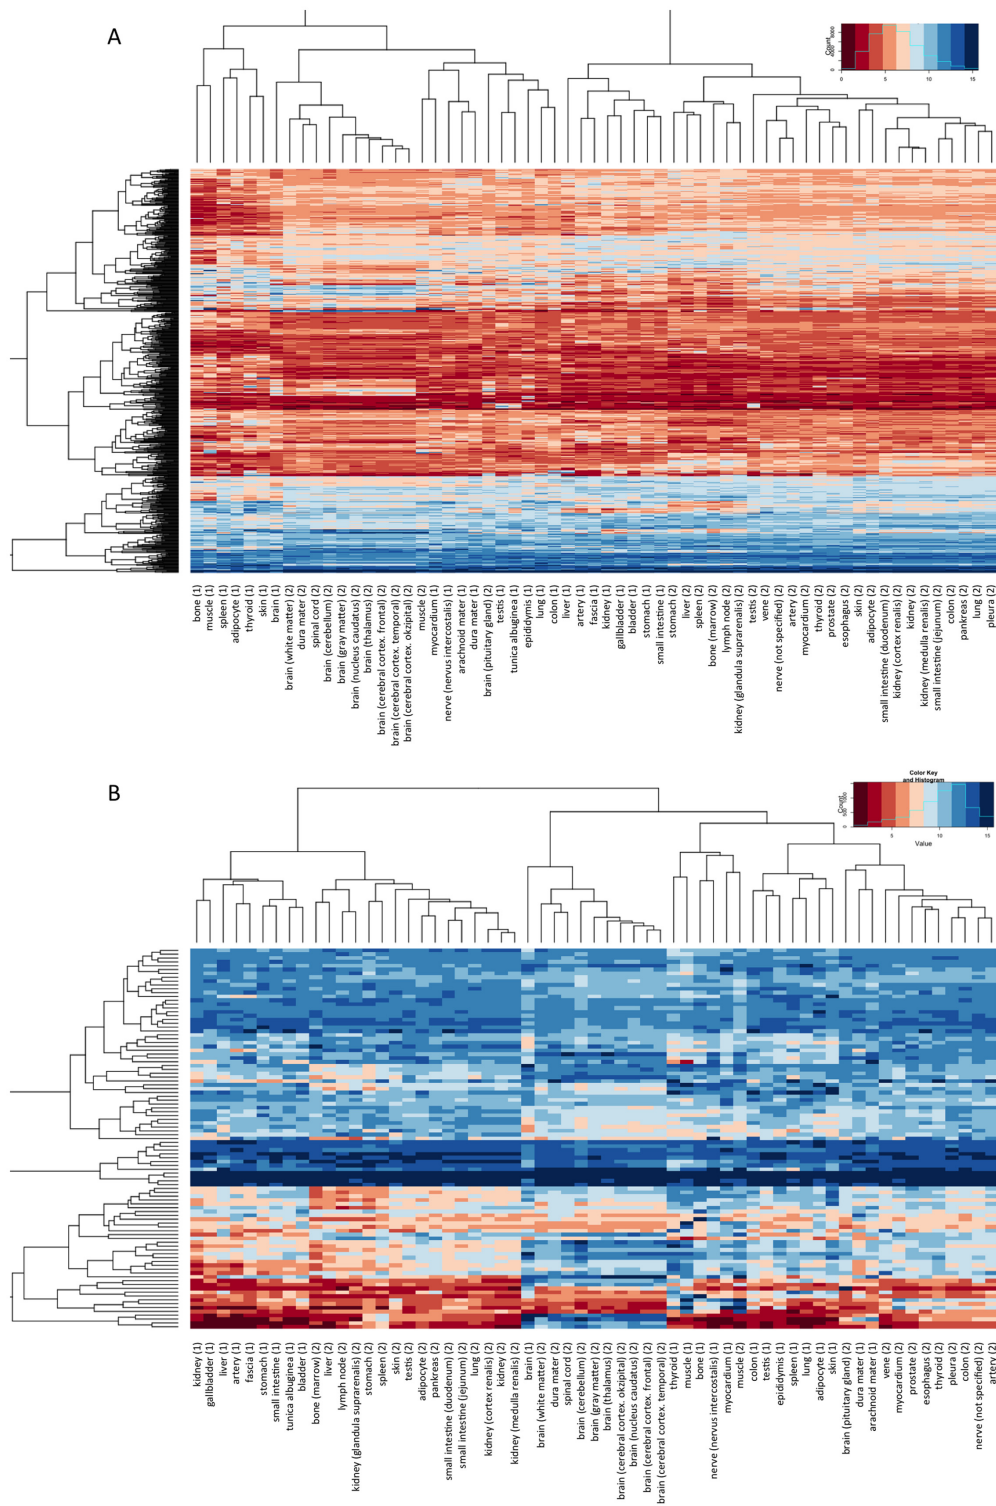 A
Count
0 4000 8000
0 5 10 15
bone (1)
muscle (1)
spleen (1)
adipocyte (1)
thyroid (1)
skin (1)
brain (1)
brain (white matter) (2)
dura mater (2)
spinal cord (2)
brain (cerebellum) (2)
brain (gray matter) (2)
brain (nucleus caudatus) (2)
brain (thalamus) (2)
brain (cerebral cortex. frontal) (2)
brain (cerebral cortex. temporal) (2)
brain (cerebral cortex. okzipital) (2)
muscle (2)
myocardium (1)
nerve (nervus intercostalis) (1)
arachnoid mater (1)
dura mater (1)
brain (pituitary gland) (2)
testis (1)
tunica albuginea (1)
epididymis (1)
lung (1)
colon (1)
liver (1)
artery (1)
fascia (1)
kidney (1)
gallbladder (1)
bladder (1)
stomach (1)
small intestine (1)
stomach (2)
liver (2)
spleen (2)
bone (marrow) (2)
lymph node (2)
kidney (glandula suprarenalis) (2)
testis (2)
vene (2)
nerve (not specified) (2)
artery (2)
myocardium (2)
thyroid (2)
prostate (2)
esophagus (2)
skin (2)
adipocyte (2)
small intestine (duodenum) (2)
kidney (cortex renalis) (2)
kidney (2)
kidney (medulla renalis) (2)
small intestine (ejunum) (2)
colon (2)
pankreas (2)
lung (2)
pleura (2)
B
Color Key
and Histogram
Count
0 500 1500
5 10 15
Value
kidney (1)
gallbladder (1)
liver (1)
artery (1)
fascia (1)
stomach (1)
small intestine (1)
tunica albuginea (1)
bladder (1)
bone (marrow) (2)
liver (2)
lymph node (2)
kidney (glandula suprarenalis) (2)
stomach (2)
spleen (2)
skin (2)
testis (2)
adipocyte (2)
pankreas (2)
small intestine (duodenum) (2)
small intestine (ejunum) (2)
lung (2)
kidney (cortex renalis) (2)
kidney (2)
kidney (medulla renalis) (2)
brain (1)
brain (white matter) (2)
dura mater (2)
spinal cord (2)
brain (cerebellum) (2)
brain (gray matter) (2)
brain (thalamus) (2)
brain (cerebral cortex. okzipital) (2)
brain (nucleus caudatus) (2)
brain (cerebral cortex. frontal) (2)
brain (cerebral cortex. temporal) (2)
thyroid (1)
muscle (1)
bone (1)
nerve (nervus intercostalis) (1)
myocardium (1)
muscle (2)
colon (1)
testis (1)
epididymis (1)
spleen (1)
lung (1)
adipocyte (1)
skin (1)
brain (pituitary gland) (2)
dura mater (1)
arachnoid mater (1)
vene (2)
myocardium (2)
prostate (2)
esophagus (2)
thyroid (2)
pleura (2)
colon (2)
nerve (not specified) (2)
artery (2)